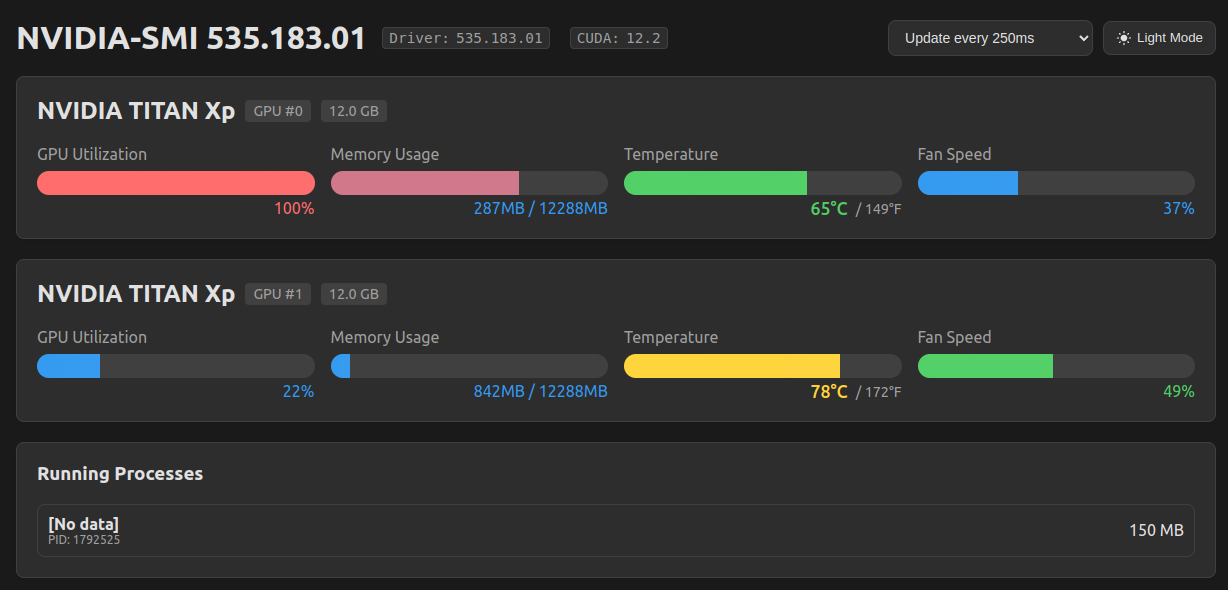 NVIDIA-SMI 535.183.01 Driver: 535.183.01 CUDA: 12.2 Update every 250ms Light Mode
NVIDIA TITAN Xp GPU #0 12.0 GB
GPU Utilization Memory Usage Temperature Fan Speed
100% 287MB / 12288MB 65°C / 149°F 37%
NVIDIA TITAN Xp GPU #1 12.0 GB
GPU Utilization Memory Usage Temperature Fan Speed
22% 842MB / 12288MB 78°C / 172°F 49%
Running Processes
[No data]
PID: 1792525
150 MB